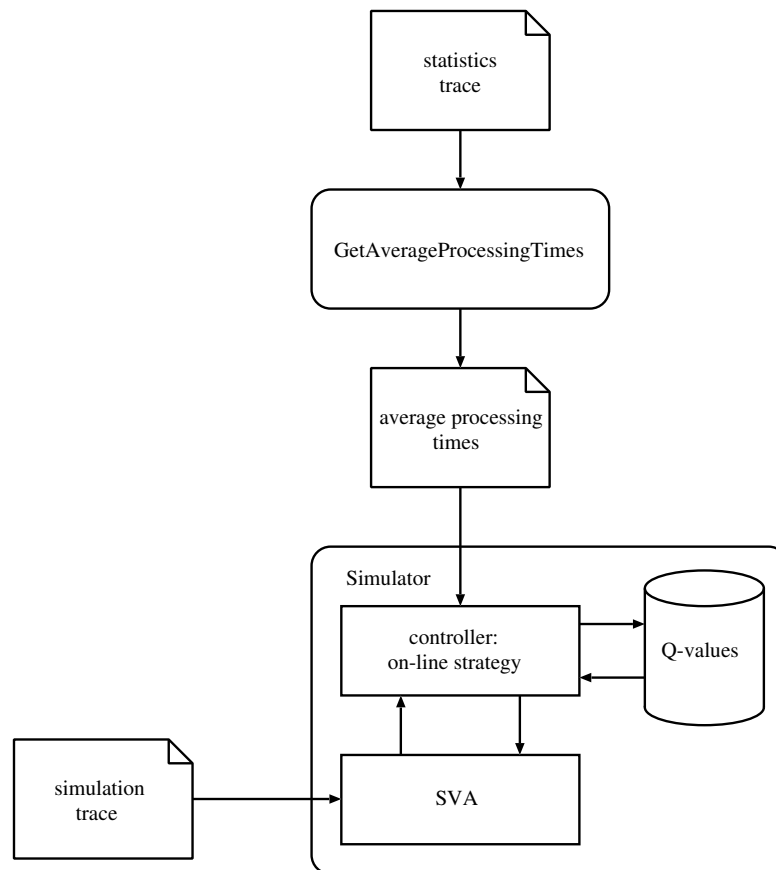 statistics
trace
GetAverageProcessingTimes
average processing
times
Simulator
controller:
on-line strategy
Q-values
simulation
trace
SVA